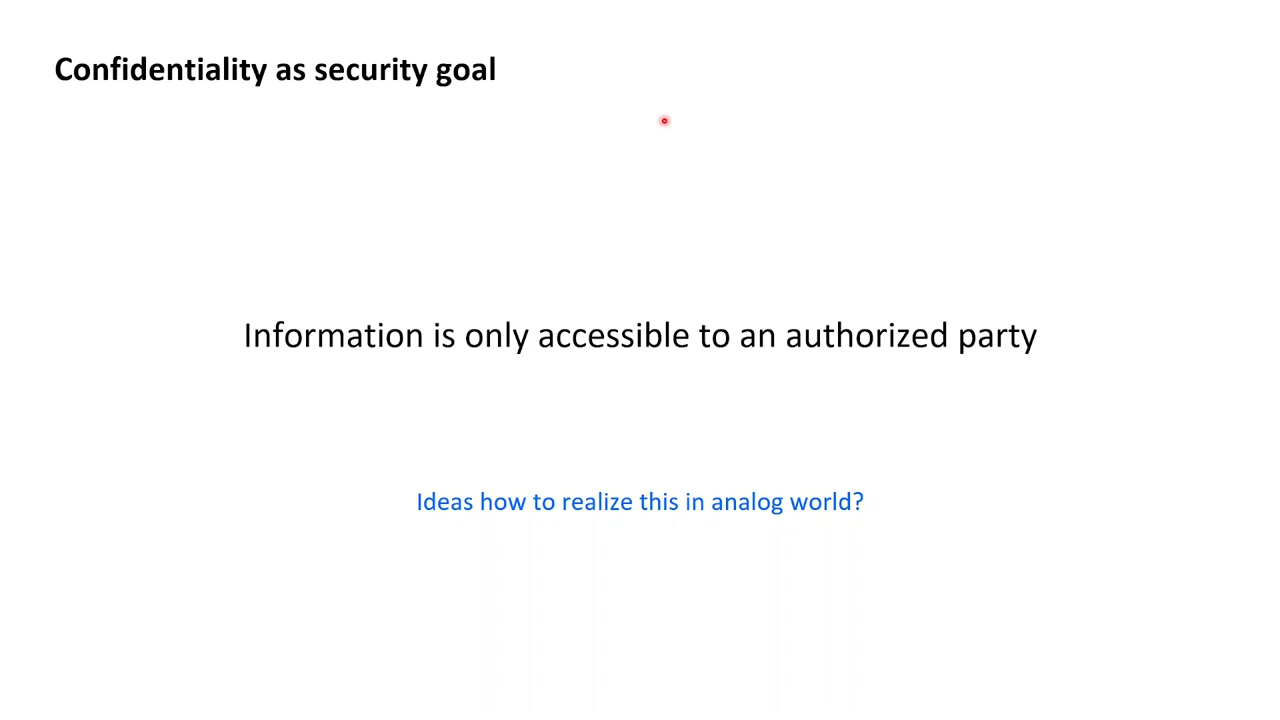 Confidentiality as security goal
Information is only accessible to an authorized party
Ideas how to realize this in analog world?